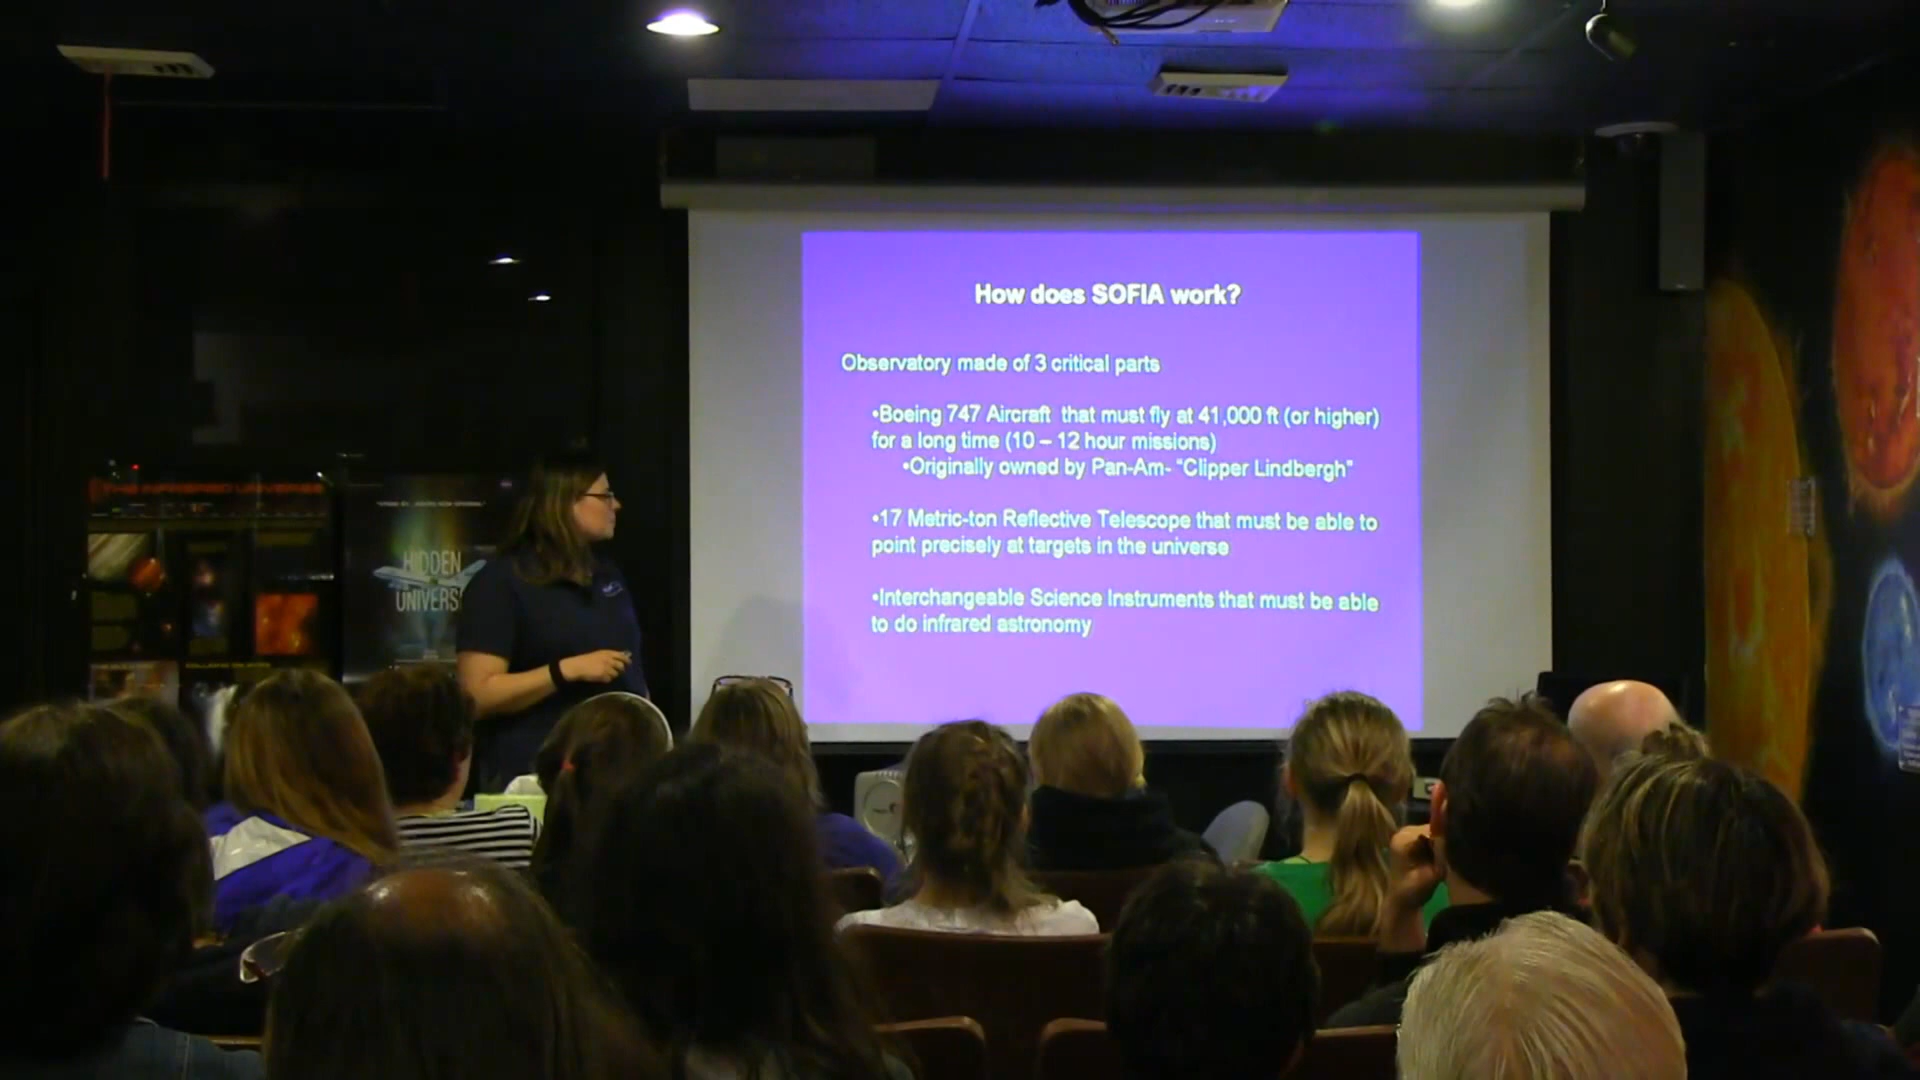 How does SOFIA work?
Observatory made of 3 critical parts
•Boeing 747 Aircraft that must fly at 41,000 ft (or higher)
for a long time (10 – 12 hour missions)
•Originally owned by Pan-Am- "Clipper Lindbergh"
•17 Metric-ton Reflective Telescope that must be able to
point precisely at targets in the universe
•Interchangeable Science Instruments that must be able
to do infrared astronomy
THE INFRARED UNIVERSE
HIDDEN
UNIVERSE